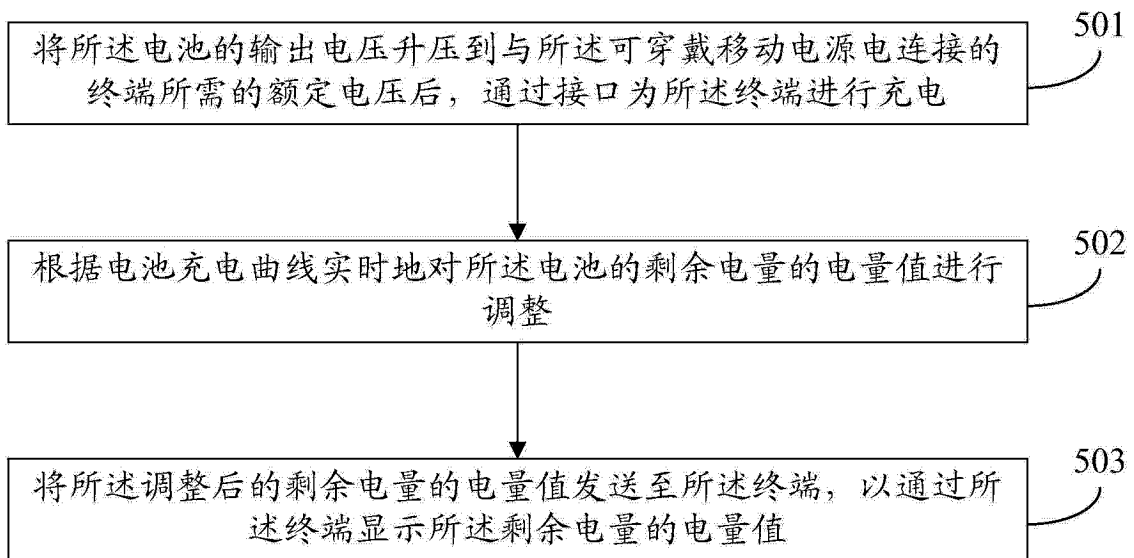 501
将所述电池的输出电压升压到与所述可穿戴移动电源电连接的
终端所需的额定电压后，通过接口为所述终端进行充电
502
根据电池充电曲线实时地对所述电池的剩余电量的电量值进行
调整
503
将所述调整后的剩余电量的电量值发送至所述终端，以通过所
述终端显示所述剩余电量的电量值